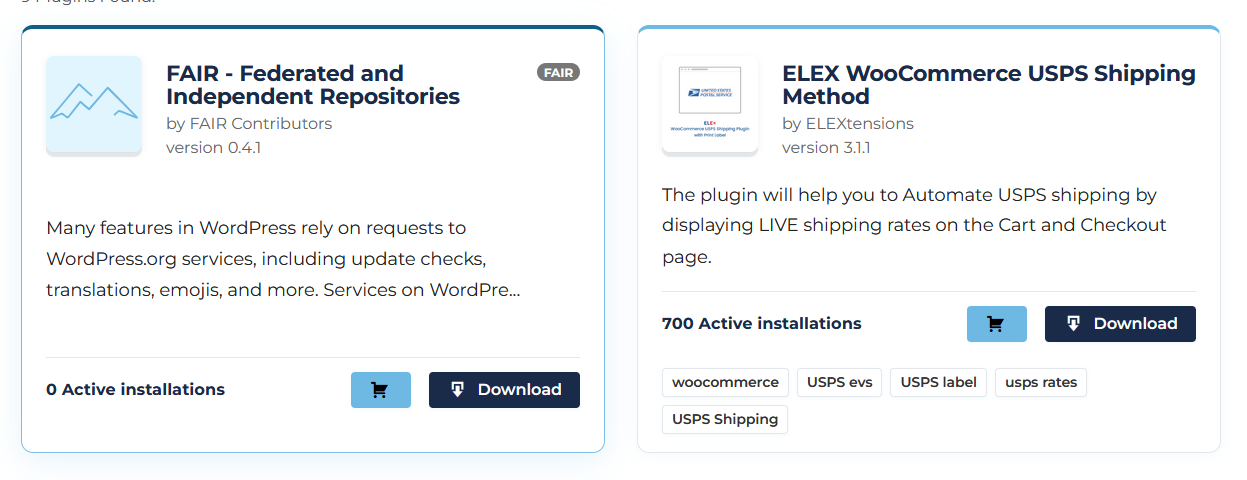 FAIR - Federated and
Independent Repositories
FAIR
by FAIR Contributors
version 0.4.1
Many features in WordPress rely on requests to
WordPress.org services, including update checks,
translations, emojis, and more. Services on WordPre...
0 Active installations
Download
UNITED STATES
POSTAL SERVICE
ELEX
WooCommerce USPS Shipping Plugin
with Print Label
ELEX WooCommerce USPS Shipping
Method
by ELEXtensions
version 3.1.1
The plugin will help you to Automate USPS shipping by
displaying LIVE shipping rates on the Cart and Checkout
page.
700 Active installations
Download
woocommerce
USPS evs
USPS label
usps rates
USPS Shipping